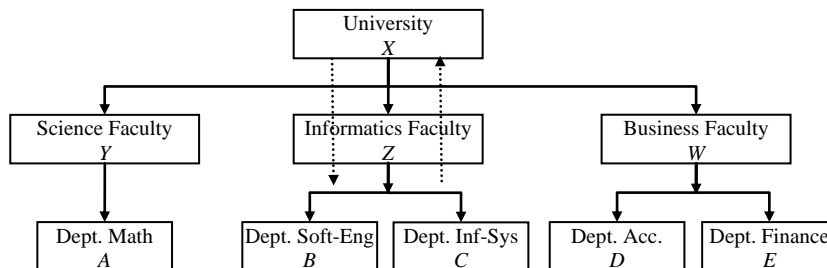 University
X
Science Faculty
Y
Informatics Faculty
Z
Business Faculty
W
Dept. Math
A
Dept. Soft-Eng
B
Dept. Inf-Sys
C
Dept. Acc.
D
Dept. Finance
E